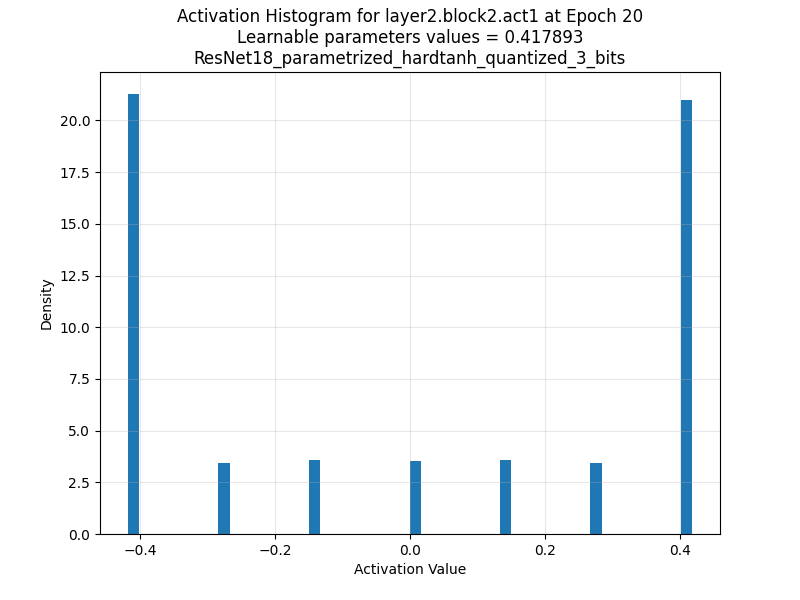 Activation Histogram for layer2.block2.act1 at Epoch 20
Learnable parameters values = 0.417893
ResNet18_parametrized_hardtanh_quantized_3_bits
20.0
17.5
15.0
12.5
10.0
7.5
5.0
2.5
0.0
Density
−0.4
−0.2
0.0
0.2
0.4
Activation Value